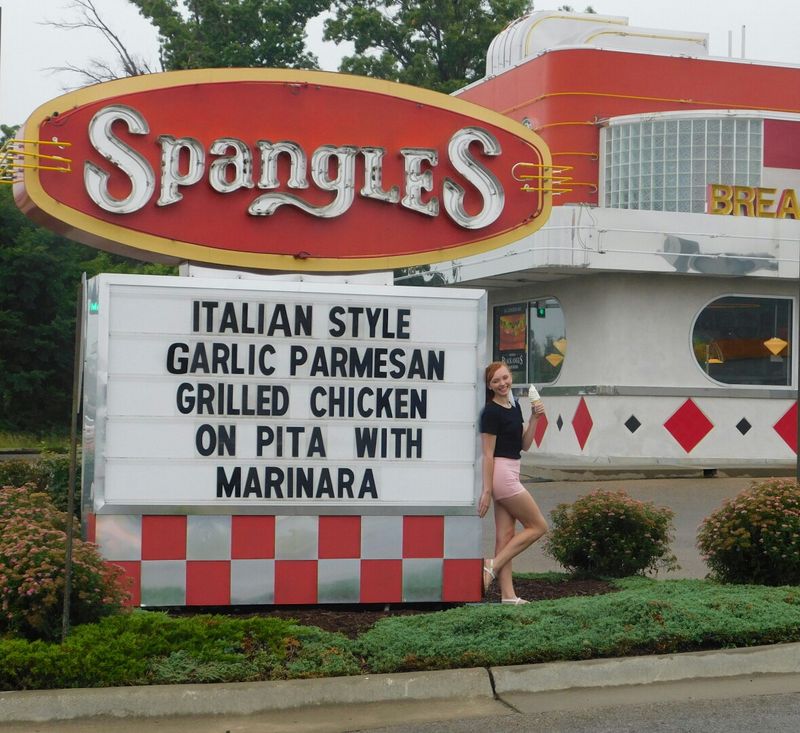 Spangles
BREA
ITALIAN STYLE
GARLIC PARMESAN
GRILLED CHICKEN
ON PITA WITH
MARINARA